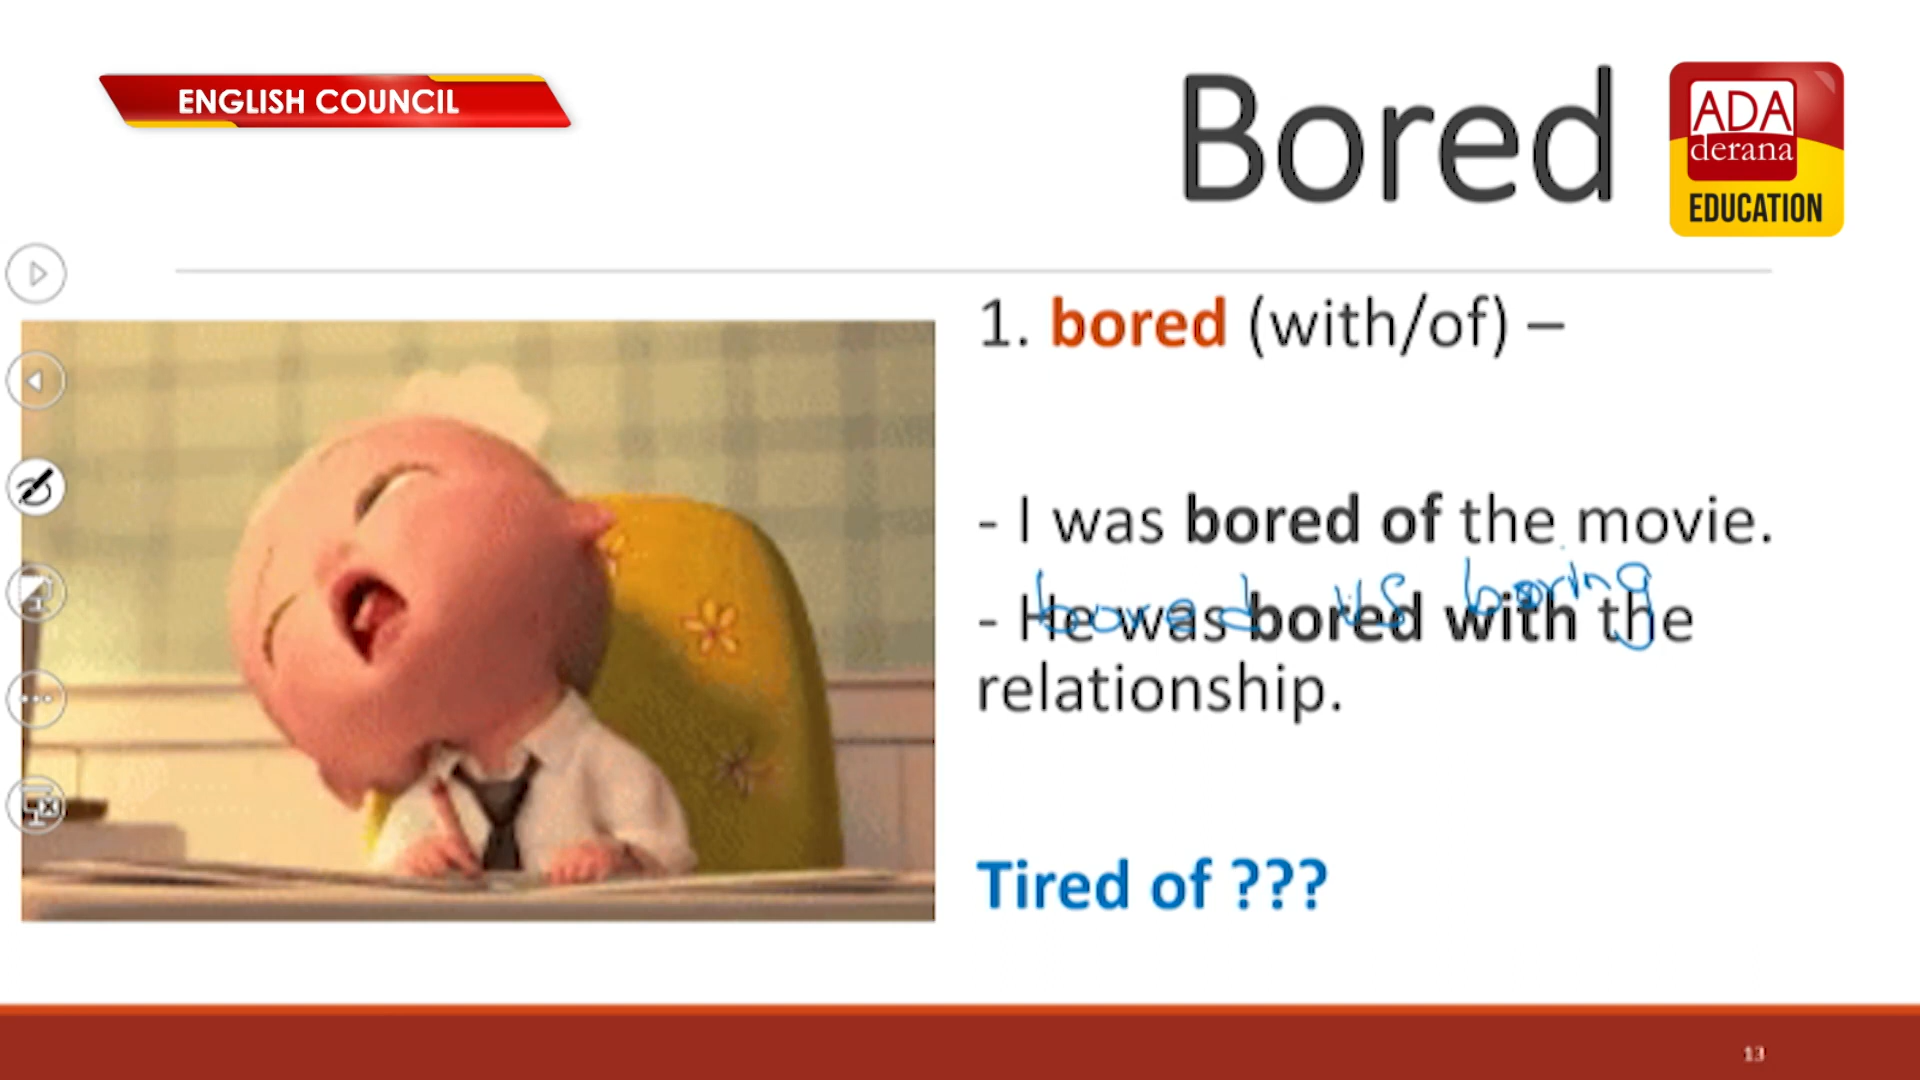 ENGLISH COUNCIL
Bored
ADA
derana
EDUCATION
1. bored (with/of) –
- I was bored of the movie.
bored vs boring
- He was bored with the
relationship.
Tired of ???
13